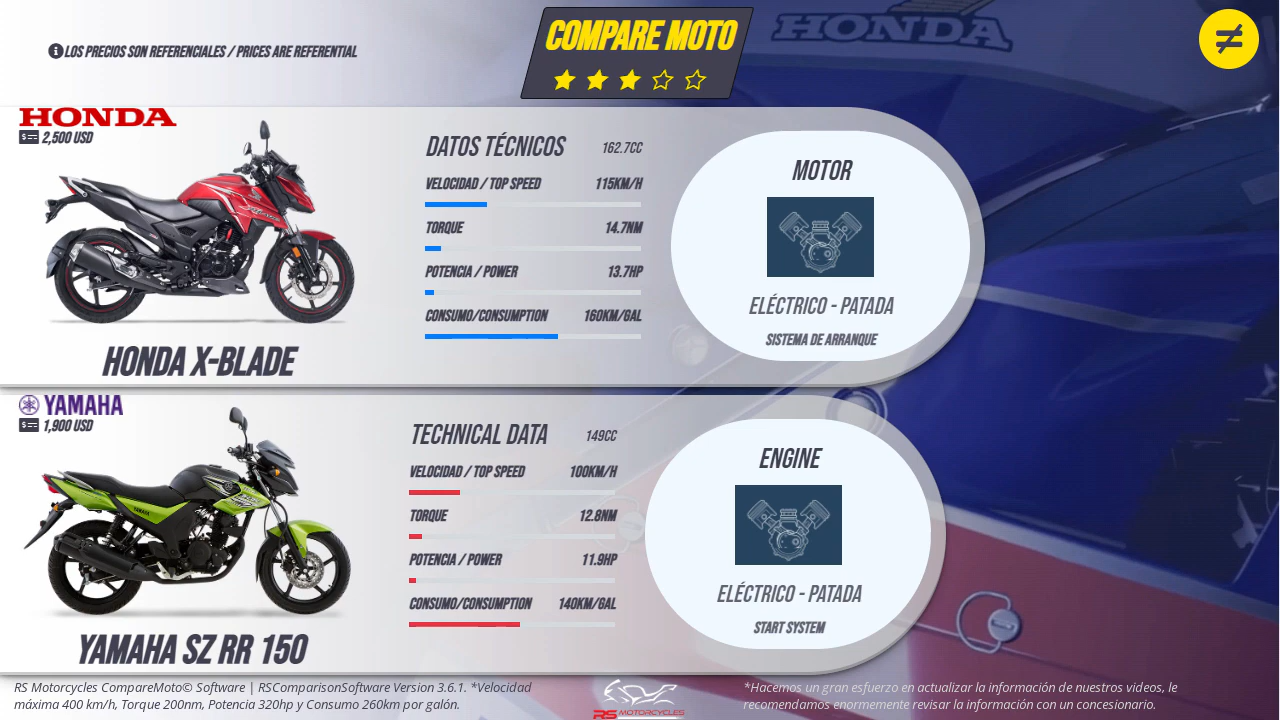 LOS PRECIOS SON REFERENCIALES / PRICES ARE REFERENTIAL
COMPARE MOTO
HONDA
HONDA
2,500 USD
DATOS TÉCNICOS 162.7CC
VELOCIDAD / TOP SPEED 115KM/H
TORQUE 14.7NM
POTENCIA / POWER 13.7HP
CONSUMO/CONSUMPTION 160KM/GAL
MOTOR
ELÉCTRICO - PATADA
SISTEMA DE ARRANQUE
HONDA X-BLADE
YAMAHA
1,900 USD
TECHNICAL DATA 149CC
VELOCIDAD / TOP SPEED 100KM/H
TORQUE 12.8NM
POTENCIA / POWER 11.9HP
CONSUMO/CONSUMPTION 140KM/GAL
ENGINE
ELÉCTRICO - PATADA
START SYSTEM
YAMAHA SZ RR 150
RS Motorcycles CompareMoto© Software | RSComparisonSoftware Version 3.6.1. *Velocidad
máxima 400 km/h, Torque 200nm, Potencia 320hp y Consumo 260km por galón.
RS MOTORCYCLES
*Hacemos un gran esfuerzo en actualizar la información de nuestros videos, le
recomendamos enormemente revisar la información con un concesionario.